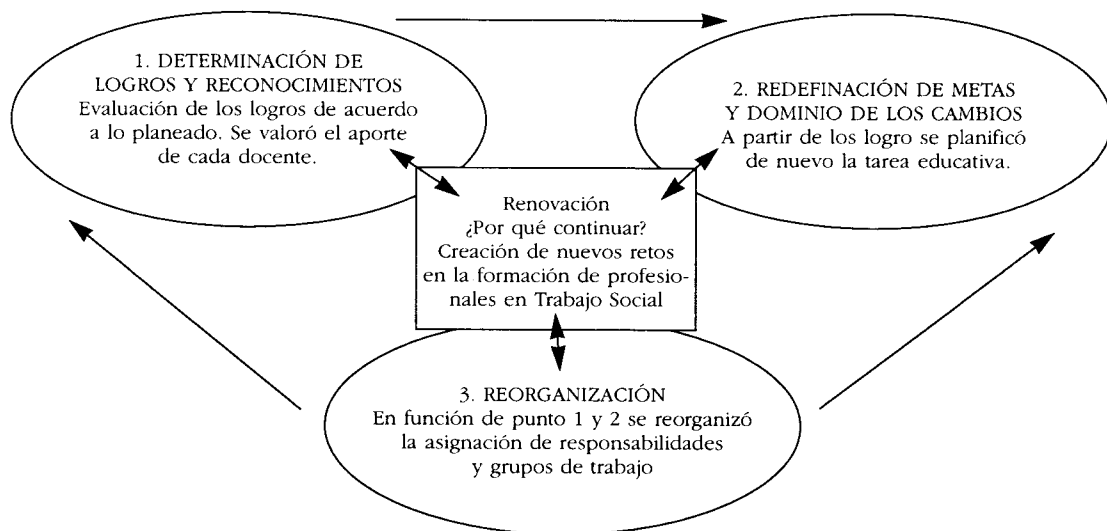 1. DETERMINACIÓN DE
LOGROS Y RECONOCIMIENTOS
Evaluación de los logros de acuerdo
a lo planeado. Se valoró el aporte
de cada docente.
2. REDEFINACIÓN DE METAS
Y DOMINIO DE LOS CAMBIOS
A partir de los logro se planificó
de nuevo la tarea educativa.
Renovación
¿Por qué continuar?
Creación de nuevos retos
en la formación de profesio-
nales en Trabajo Social
3. REORGANIZACIÓN
En función de punto 1 y 2 se reorganizó
la asignación de responsabilidades
y grupos de trabajo